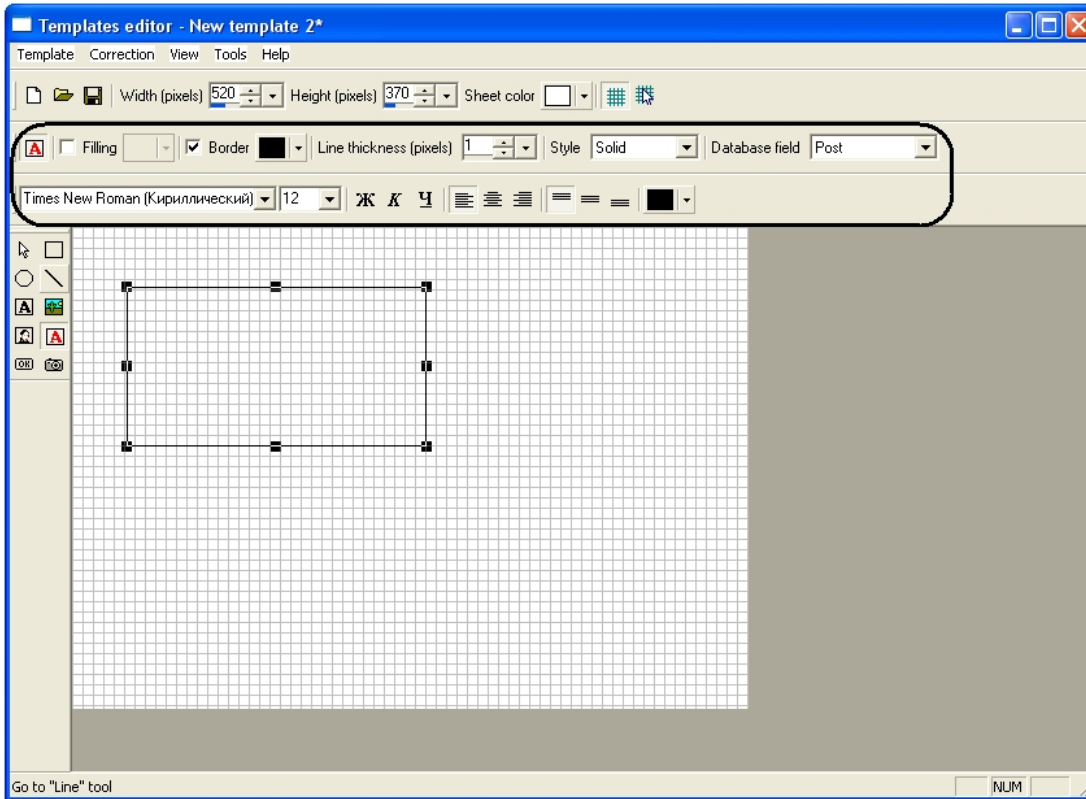 Templates editor - New template 2*
Template Correction View Tools Help
Width (pixels) 520 Height (pixels) 370 Sheet color
A Filling Border Line thickness (pixels) 1 Style Solid Database field Post
Times New Roman (Кириллический) 12 Ж К Ч
A
A
OK
Go to "Line" tool NUM